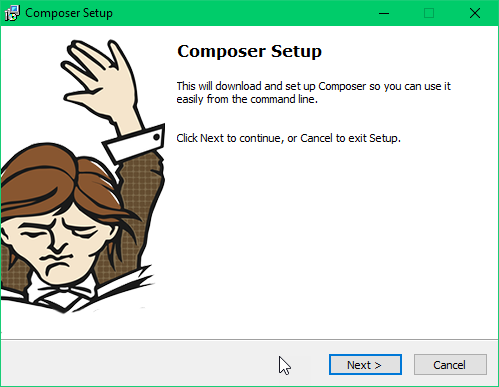 Composer Setup
Composer Setup
This will download and set up Composer so you can use it
easily from the command line.
Click Next to continue, or Cancel to exit Setup.
Next >
Cancel